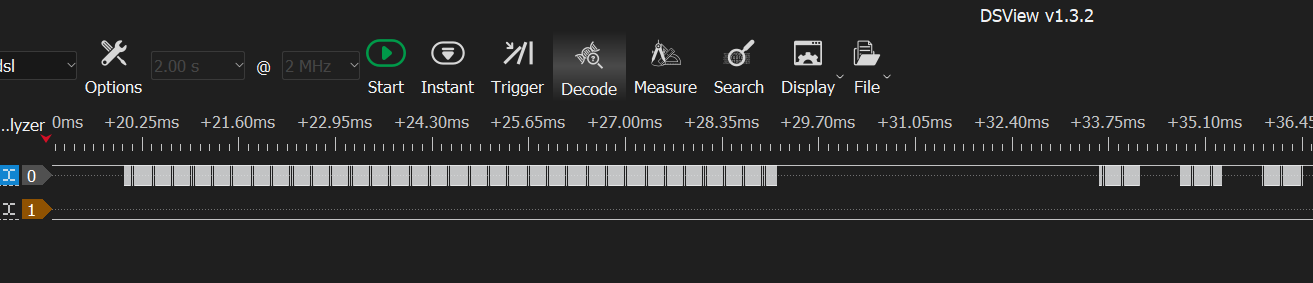 DSView v1.3.2
dsl 2.00 s @ 2 MHz
Options Start Instant Trigger Decode Measure Search Display File
..lyzer 0ms +20.25ms +21.60ms +22.95ms +24.30ms +25.65ms +27.00ms +28.35ms +29.70ms +31.05ms +32.40ms +33.75ms +35.10ms +36.45
0
1